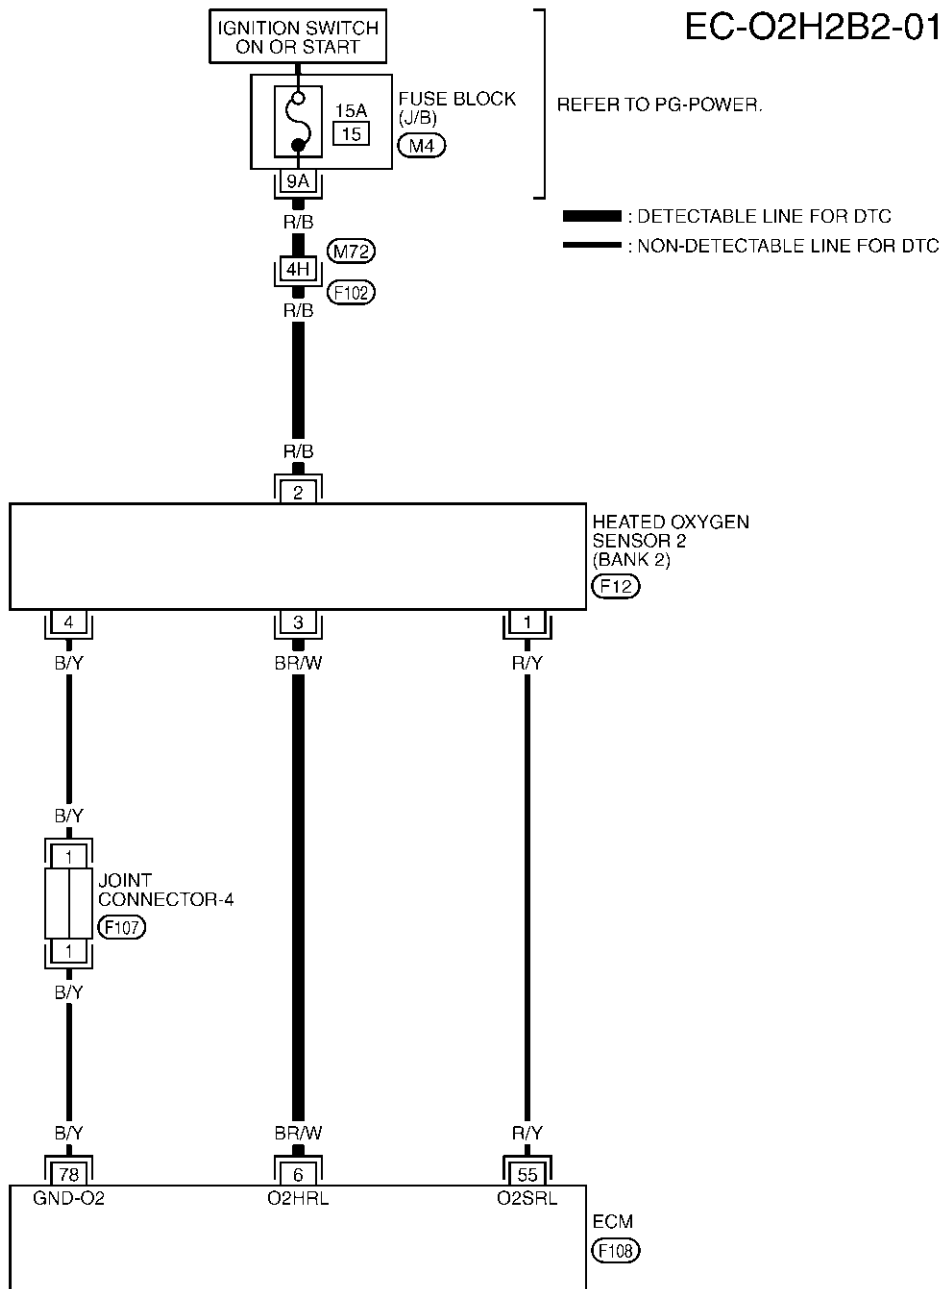 EC-O2H2B2-01
IGNITION SWITCH
ON OR START
FUSE BLOCK
(J/B)
M4
15A
15
REFER TO PG-POWER.
9A
R/B
: DETECTABLE LINE FOR DTC
: NON-DETECTABLE LINE FOR DTC
M72
4H
F102
R/B
R/B
2
HEATED OXYGEN
SENSOR 2
(BANK 2)
F12
4
3
1
B/Y
BR/W
R/Y
B/Y
1
JOINT
CONNECTOR-4
F107
1
B/Y
B/Y
BR/W
R/Y
78
6
55
GND-O2
O2HRL
O2SRL
ECM
F108